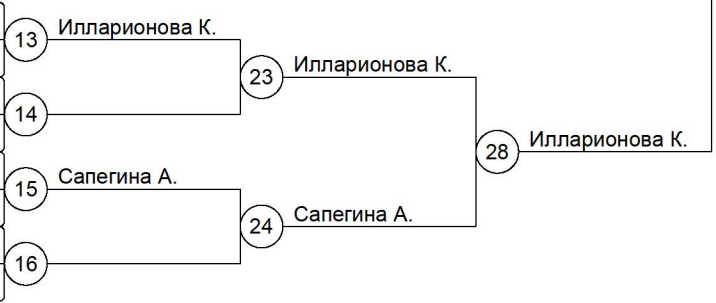 13 Илларионова К.
23 Илларионова К.
14
28 Илларионова К.
15 Сапегина А.
24 Сапегина А.
16